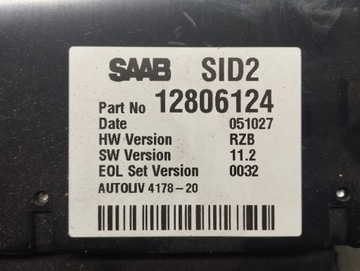 SAAB SID2
Part No 12806124
Date 051027
HW Version RZB
SW Version 11.2
EOL Set Version 0032
AUTOLIV 4178-20